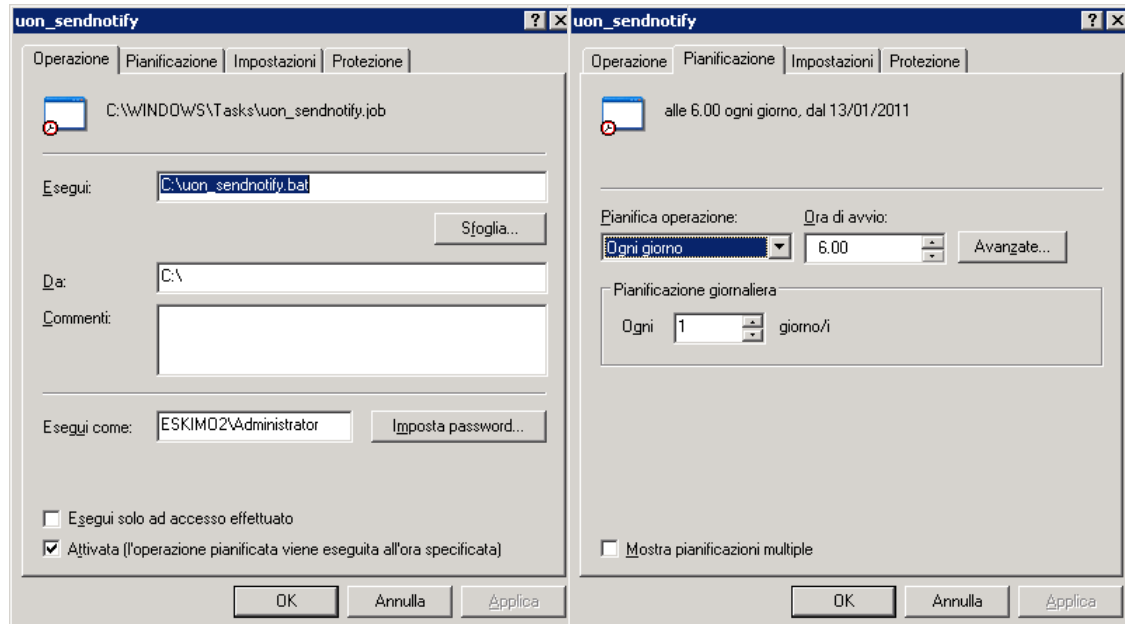 uon_sendnotify
Operazione Pianificazione Impostazioni Protezione
C:\WINDOWS\Tasks\uon_sendnotify.job
Esegui: C:\uon_sendnotify.bat
Sfoglia...
Da: C:\
Commenti:
Esegui come: ESKIMO2\Administrator Imposta password...
Esegui solo ad accesso effettuato
Attivata (l'operazione pianificata viene eseguita all'ora specificata)
OK Annulla Applica
uon_sendnotify
Operazione Pianificazione Impostazioni Protezione
alle 6.00 ogni giorno, dal 13/01/2011
Pianifica operazione: Ora di avvio:
Ogni giorno 6.00 Avanzate...
Pianificazione giornaliera
Ogni 1 giorno/i
Mostra pianificazioni multiple
OK Annulla Applica